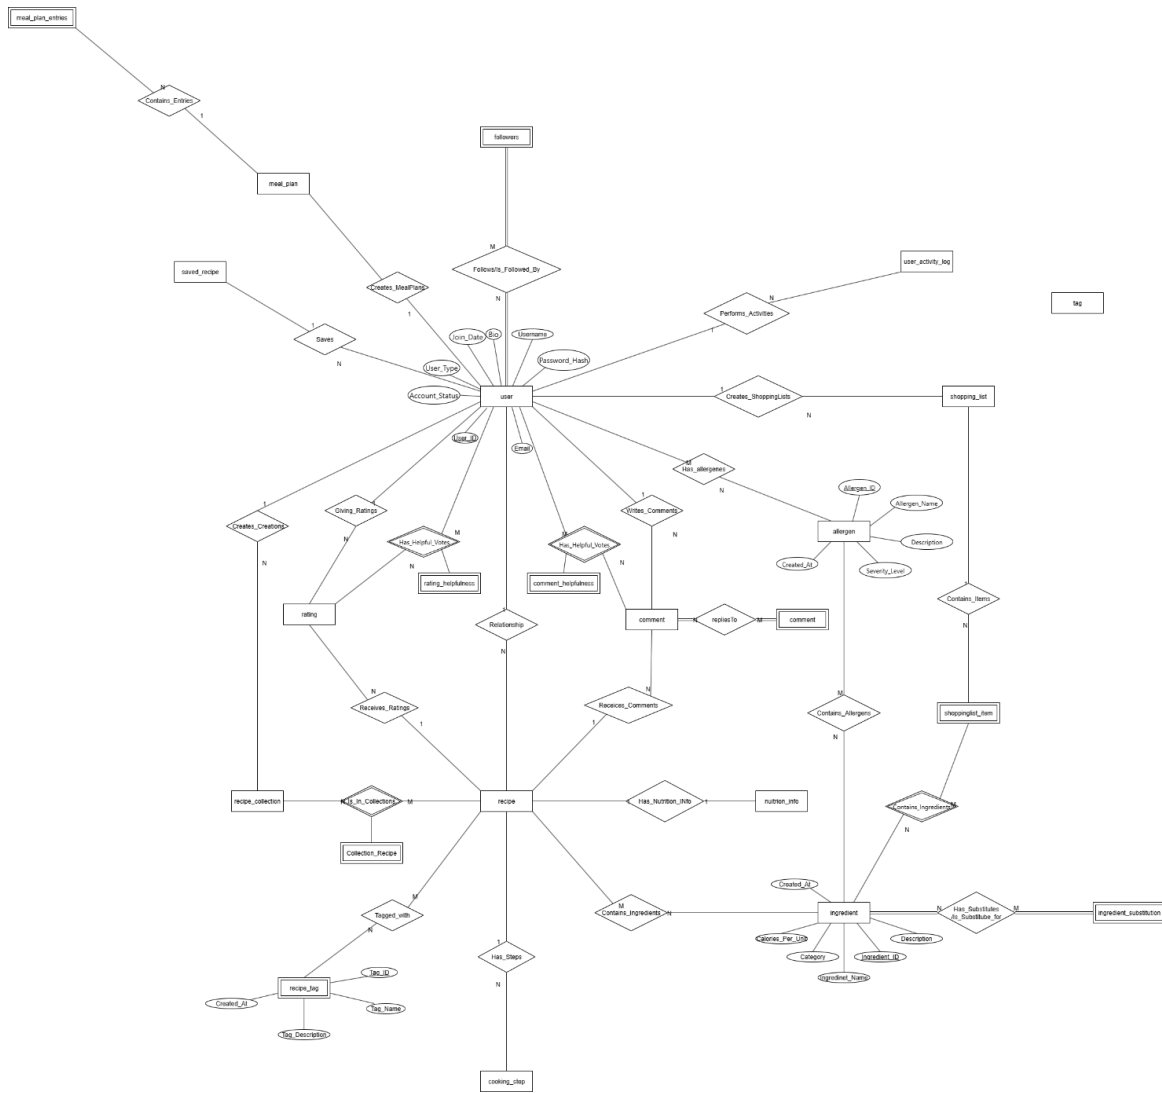 meal_plan_entries
N
Contains_Entries
1
followers
meal_plan
M
Follows/Is_Followed_By
N
user_activity_log
saved_recipe
Creates_MealPlans
1
N
Performs_Activities
1
tag
1
Saves
N
Join_Date
Bio
Username
Password_Hash
User_Type
Account_Status
user
User_ID
Email
1
Creates_ShoppingLists
N
shopping_list
M
Has_allergenes
N
Allergen_ID
Allergen_Name
allergen
Description
Created_At
Severity_Level
1
Creates_Creations
N
Giving_Ratings
N
M
Has_Helpful_Votes
N
rating_helpfulness
M
Has_Helpful_Votes
N
comment_helpfulness
1
Writes_Comments
N
1
Contains_Items
N
rating
1
Relationship
N
comment
N
repliesTo
M
comment
N
Receives_Ratings
1
N
Receices_Comments
1
M
Contains_Allergens
N
shoppinglist_item
recipe_collection
N
Is_In_Collections
M
recipe
Has_Nutrition_INfo
1
nuitrion_info
M
Contains_Ingredients
N
Collection_Recipe
M
Tagged_with
N
M
Contains_Ingredients
N
Created_At
ingredient
N
Has_Substitutes
/Is_Substitube_for
M
ingredient_substitution
Calories_Per_Unit
Category
Ingredinet_Name
Ingredient_ID
Description
1
Has_Steps
N
recipe_tag
Tag_ID
Created_At
Tag_Name
Tag_Description
cooking_step